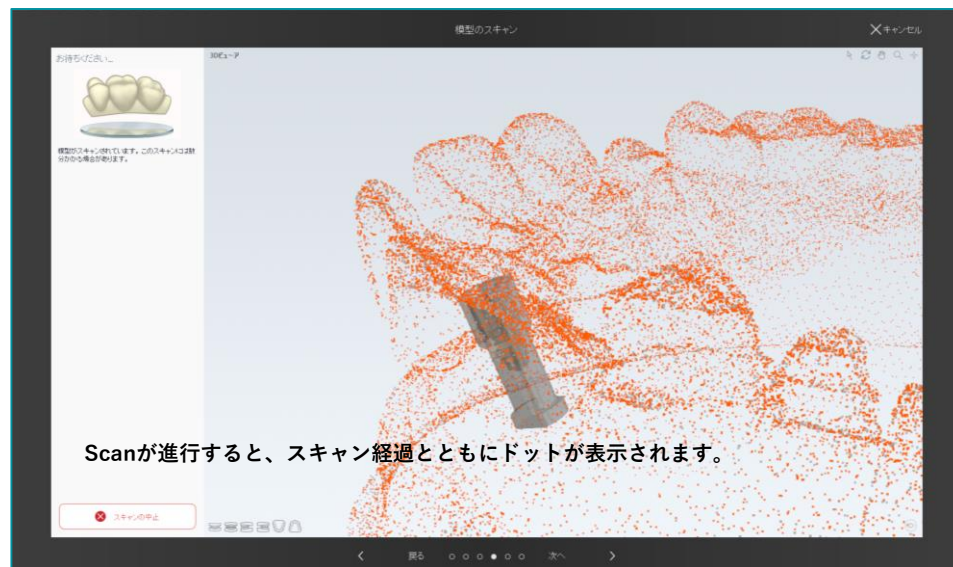 模型のスキャン
キャンセル
お待ちください...
3Dビューア
模型がスキャンされています。このスキャンには数
分かかる場合があります。
Scanが進行すると、スキャン経過とともにドットが表示されます。
スキャンの中止
戻る
次へ